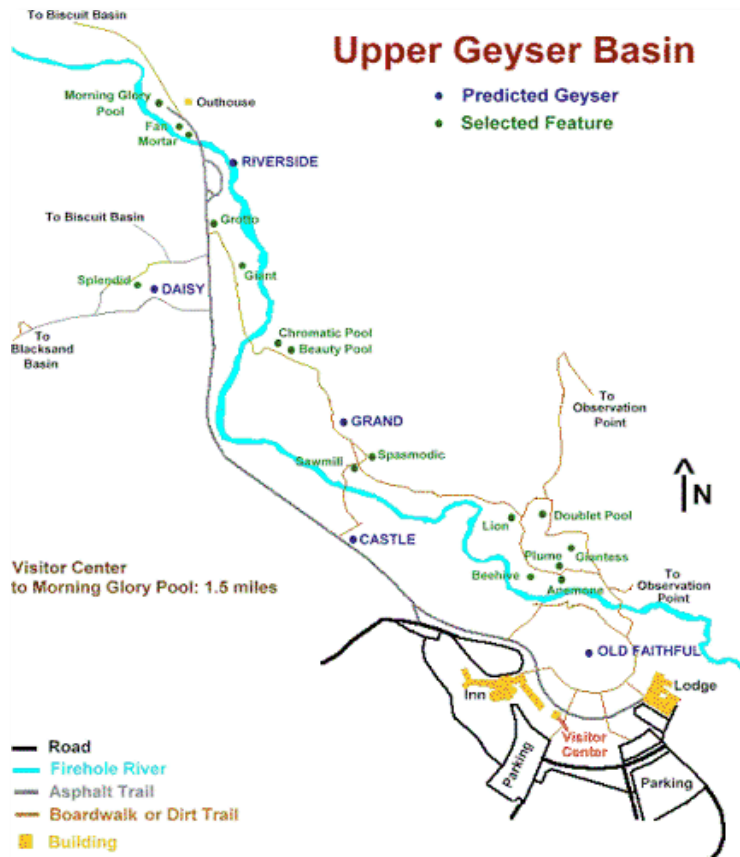 To Biscuit Basin
Upper Geyser Basin
Predicted Geyser
Selected Feature
Morning Glory
Pool
Outhouse
Fan
Mortar
RIVERSIDE
To Biscuit Basin
Grotto
Giant
Splendid
DAISY
To
Blacksand
Basin
Chromatic Pool
Beauty Pool
To
Observation
Point
GRAND
Spasmodic
Sawmill
N
Lion
Doublet Pool
CASTLE
Giantess
Plume
Beehive
Anemone
To
Observation
Point
Visitor Center
to Morning Glory Pool: 1.5 miles
OLD FAITHFUL
Inn
Lodge
Visitor
Center
Parking
Parking
Road
Firehole River
Asphalt Trail
Boardwalk or Dirt Trail
Building